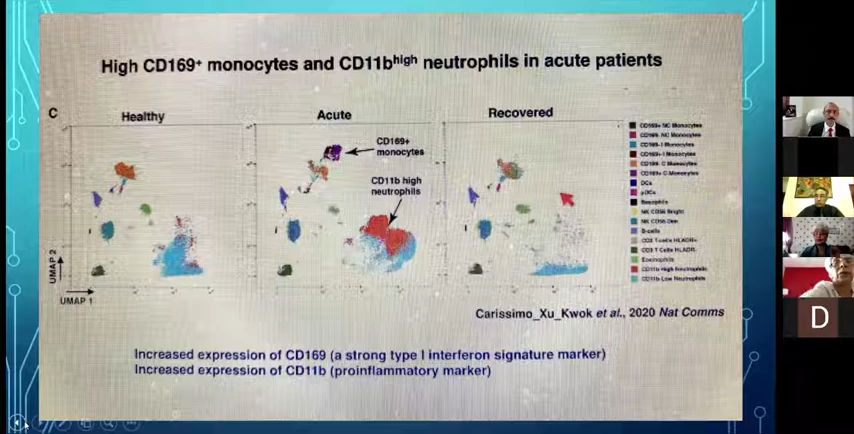 High CD169+ monocytes and CD11bhigh neutrophils in acute patients
C
Healthy
Acute
Recovered
CD169+
monocytes
CD11b high
neutrophils
CD169+ NC Monocytes
CD169- NC Monocytes
CD169- I Monocytes
CD169+ I Monocytes
CD169- C Monocytes
CD169+ C Monocytes
DCs
pDCs
Basophils
NK CD56 Bright
NK CD56 Dim
B-cells
CD3 T cells HLADR+
CD3 T Cells HLADR-
Eosinophils
CD11b High Neutrophils
CD11b Low Neutrophils
UMAP 2
UMAP 1
Carissimo_Xu_Kwok et al., 2020 Nat Comms
Increased expression of CD169 (a strong type I interferon signature marker)
Increased expression of CD11b (proinflammatory marker)
D